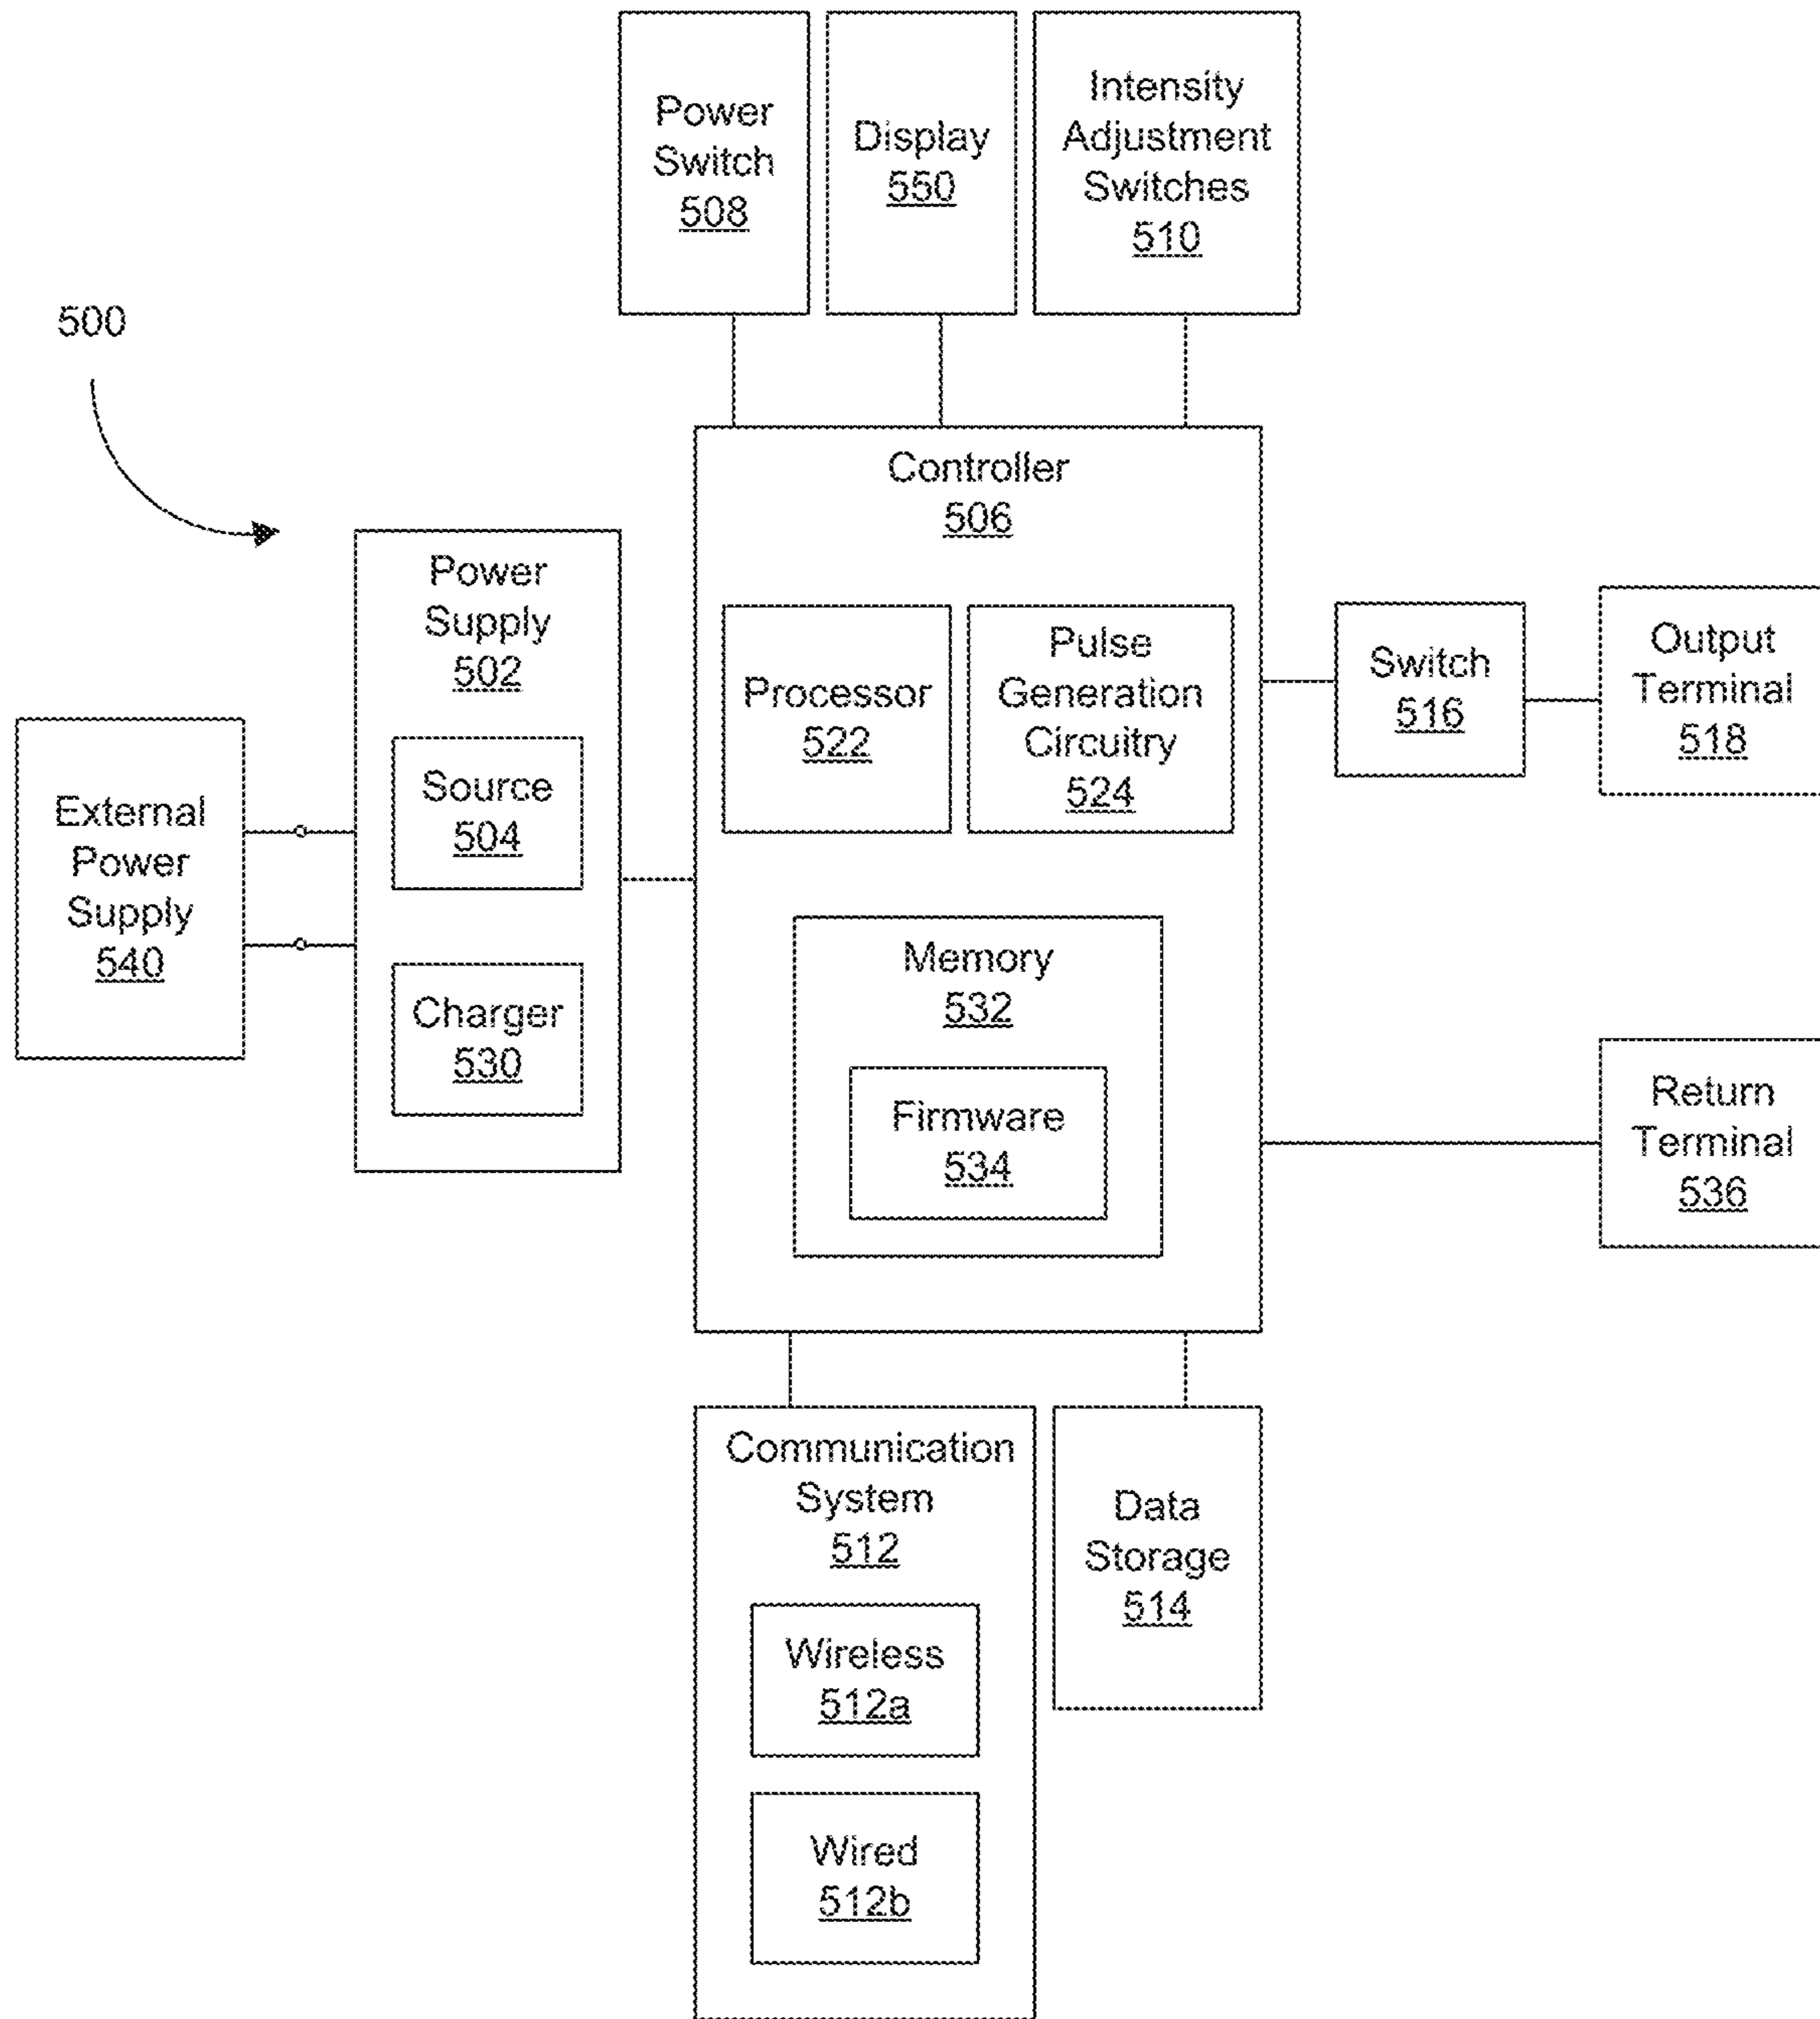 Power
Switch
508
Display
550
Intensity
Adjustment
Switches
510
500
Controller
506
Power
Supply
502
Source
504
Charger
530
External
Power
Supply
540
Processor
522
Pulse
Generation
Circuitry
524
Memory
532
Firmware
534
Switch
516
Output
Terminal
518
Return
Terminal
536
Communication
System
512
Wireless
512a
Wired
512b
Data
Storage
514